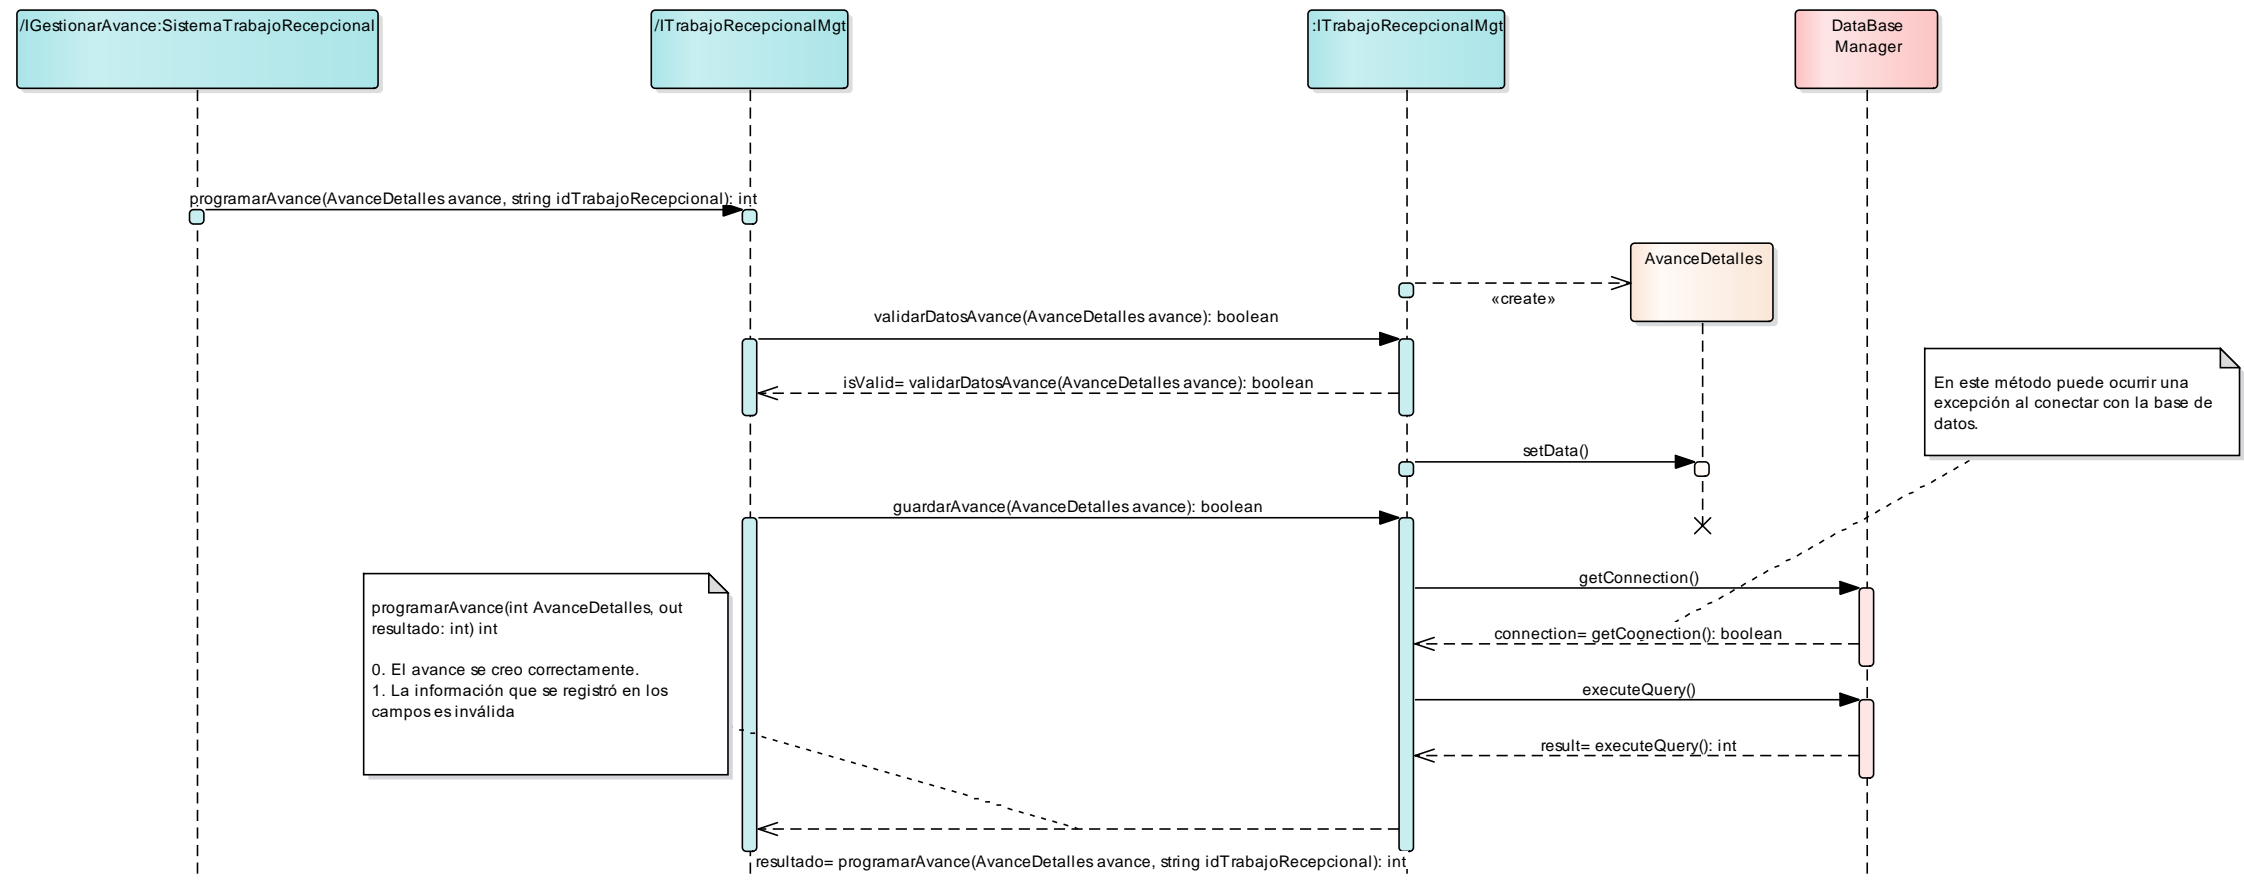 /IGestionarAvance:SistemaTrabajoRecepcional
/ITrabajoRecepcionalMgt
:ITrabajoRecepcionalMgt
DataBase
Manager
programarAvance(AvanceDetalles avance, string idTrabajoRecepcional): int
AvanceDetalles
«create»
validarDatosAvance(AvanceDetalles avance): boolean
isValid= validarDatosAvance(AvanceDetalles avance): boolean
En este método puede ocurrir una
excepción al conectar con la base de
datos.
setData()
guardarAvance(AvanceDetalles avance): boolean
getConnection()
programarAvance(int AvanceDetalles, out
resultado: int) int
0. El avance se creo correctamente.
1. La información que se registró en los
campos es inválida
connection= getConnection(): boolean
executeQuery()
result= executeQuery(): int
resultado= programarAvance(AvanceDetalles avance, string idTrabajoRecepcional): int